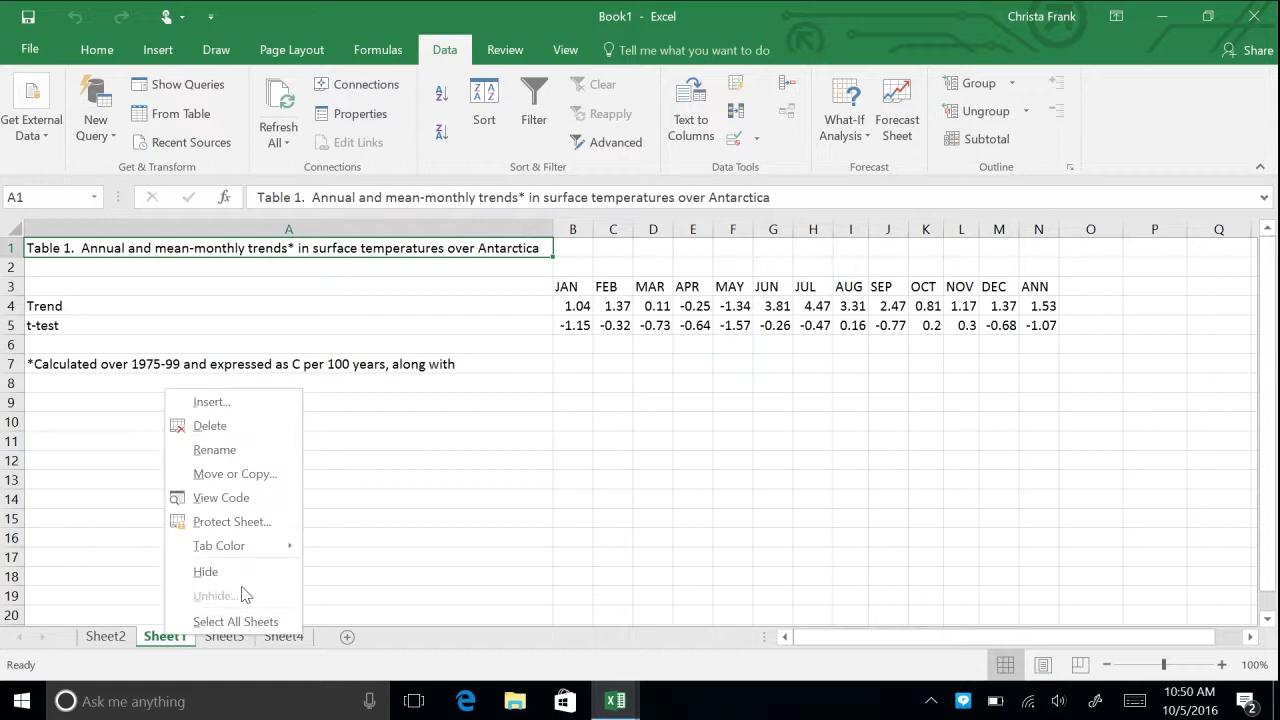 Book1 - Excel
Christa Frank
File Home Insert Draw Page Layout Formulas Data Review View Tell me what you want to do Share
Get External Data
New Query
Show Queries
From Table
Recent Sources
Get & Transform
Refresh All
Connections
Properties
Edit Links
Connections
Sort
Filter
Clear
Reapply
Advanced
Sort & Filter
Text to Columns
Data Tools
What-If Analysis
Forecast Sheet
Forecast
Group
Ungroup
Subtotal
Outline
A1 fx Table 1. Annual and mean-monthly trends* in surface temperatures over Antarctica
A B C D E F G H I J K L M N O P Q
1 Table 1. Annual and mean-monthly trends* in surface temperatures over Antarctica
2
3 JAN FEB MAR APR MAY JUN JUL AUG SEP OCT NOV DEC ANN
4 Trend 1.04 1.37 0.11 -0.25 -1.34 3.81 4.47 3.31 2.47 0.81 1.17 1.37 1.53
5 t-test -1.15 -0.32 -0.73 -0.64 -1.57 -0.26 -0.47 0.16 -0.77 0.2 0.3 -0.68 -1.07
6
7 *Calculated over 1975-99 and expressed as C per 100 years, along with
8
9
10
11
12
13
14
15
16
17
18
19
20
Insert...
Delete
Rename
Move or Copy...
View Code
Protect Sheet...
Tab Color
Hide
Unhide...
Select All Sheets
Sheet2 Sheet1 Sheet3 Sheet4
Ready 100%
Ask me anything
10:50 AM
10/5/2016
2